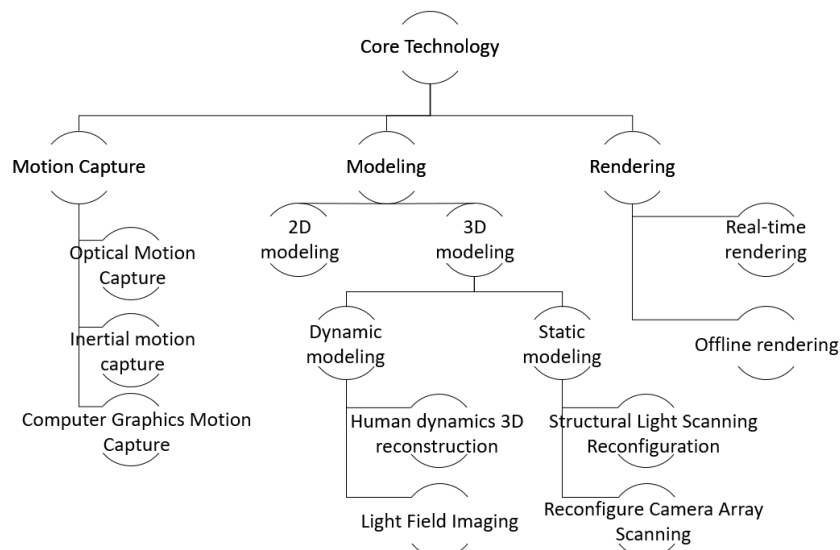 Core Technology
Motion Capture
Modeling
Rendering
Optical Motion
Capture
Inertial motion
capture
Computer Graphics Motion
Capture
2D
modeling
3D
modeling
Dynamic
modeling
Static
modeling
Human dynamics 3D
reconstruction
Light Field Imaging
Structural Light Scanning
Reconfiguration
Reconfigure Camera Array
Scanning
Real-time
rendering
Offline rendering